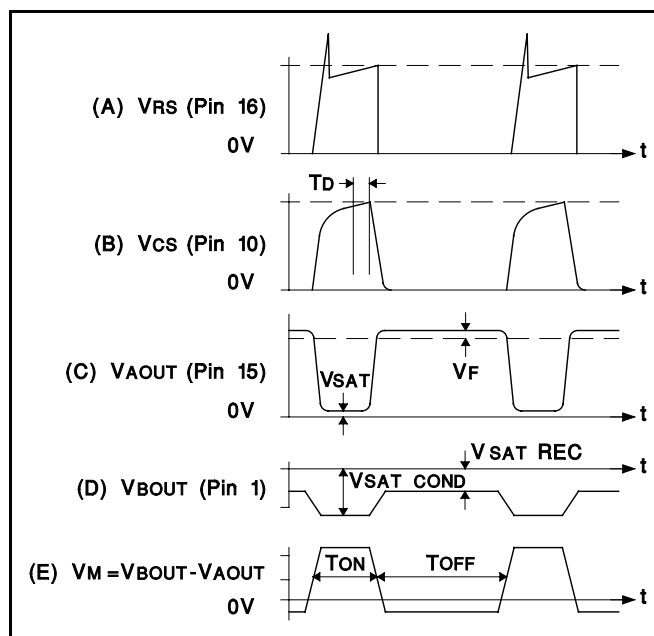 (A) VRS (Pin 16)
0V
t
TD
(B) VCS (Pin 10)
0V
t
(C) VAOUT (Pin 15)
VSAT
VF
0V
t
VSAT REC
t
(D) VBOUT (Pin 1)
VSAT COND
(E) VM =VBOUT-VAOUT
TON
TOFF
0V
t